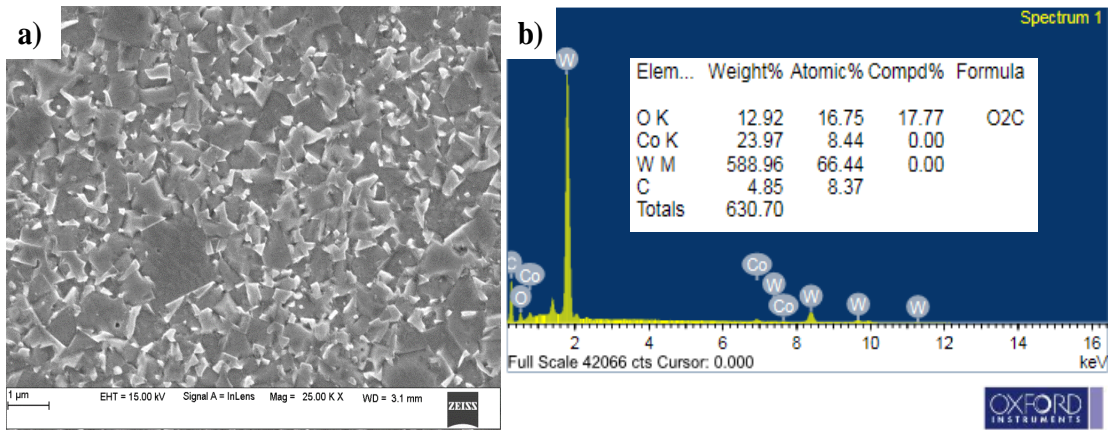 a)
1 µm
EHT = 15.00 kV Signal A = InLens Mag = 25.00 K X WD = 3.1 mm
ZEISS
b)
Spectrum 1
Elem... Weight% Atomic% Compd% Formula
O K 12.92 16.75 17.77 O2C
Co K 23.97 8.44 0.00
W M 588.96 66.44 0.00
C 4.85 8.37
Totals 630.70
W
C Co
O
Co
W
Co W W W
2 4 6 8 10 12 14 16
Full Scale 42066 cts Cursor: 0.000 keV
OXFORD
INSTRUMENTS